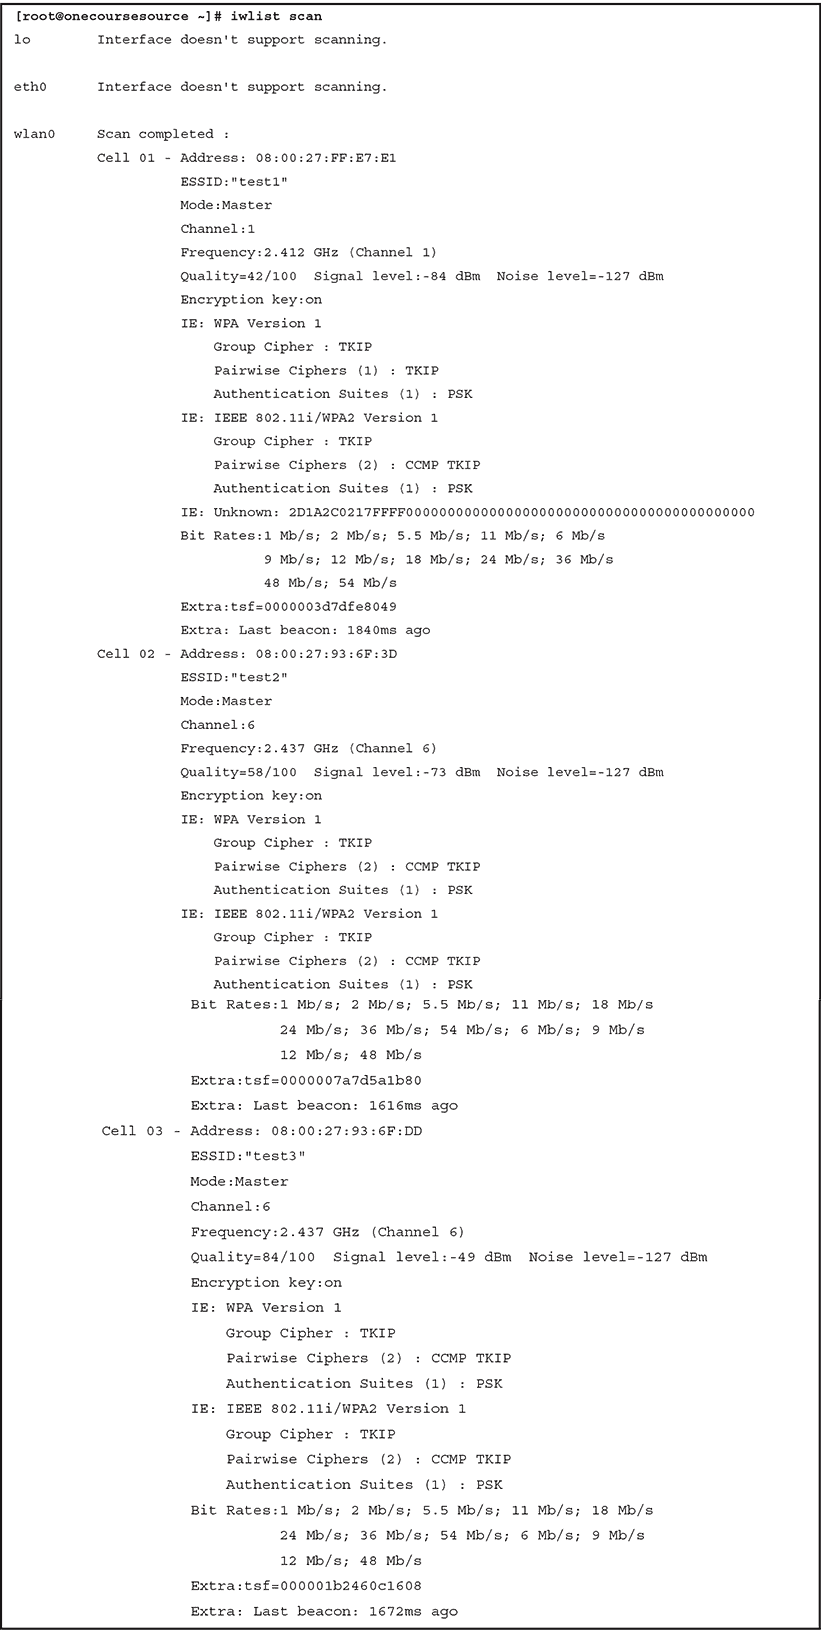 [root@onecoursesource ~]# iwlist scan
lo        Interface doesn't support scanning.
eth0      Interface doesn't support scanning.
wlan0     Scan completed :
          Cell 01 - Address: 08:00:27:FF:E7:E1
                    ESSID:"test1"
                    Mode:Master
                    Channel:1
                    Frequency:2.412 GHz (Channel 1)
                    Quality=42/100  Signal level:-84 dBm  Noise level=-127 dBm
                    Encryption key:on
                    IE: WPA Version 1
                        Group Cipher : TKIP
                        Pairwise Ciphers (1) : TKIP
                        Authentication Suites (1) : PSK
                    IE: IEEE 802.11i/WPA2 Version 1
                        Group Cipher : TKIP
                        Pairwise Ciphers (2) : CCMP TKIP
                        Authentication Suites (1) : PSK
                    IE: Unknown: 2D1A2C0217FFFF000000000000000000000000000000000000000000
                    Bit Rates:1 Mb/s; 2 Mb/s; 5.5 Mb/s; 11 Mb/s; 6 Mb/s
                              9 Mb/s; 12 Mb/s; 18 Mb/s; 24 Mb/s; 36 Mb/s
                              48 Mb/s; 54 Mb/s
                    Extra:tsf=0000003d7dfe8049
                    Extra: Last beacon: 1840ms ago
          Cell 02 - Address: 08:00:27:93:6F:3D
                    ESSID:"test2"
                    Mode:Master
                    Channel:6
                    Frequency:2.437 GHz (Channel 6)
                    Quality=58/100  Signal level:-73 dBm  Noise level=-127 dBm
                    Encryption key:on
                    IE: WPA Version 1
                        Group Cipher : TKIP
                        Pairwise Ciphers (2) : CCMP TKIP
                        Authentication Suites (1) : PSK
                    IE: IEEE 802.11i/WPA2 Version 1
                        Group Cipher : TKIP
                        Pairwise Ciphers (2) : CCMP TKIP
                        Authentication Suites (1) : PSK
                    Bit Rates:1 Mb/s; 2 Mb/s; 5.5 Mb/s; 11 Mb/s; 18 Mb/s
                              24 Mb/s; 36 Mb/s; 54 Mb/s; 6 Mb/s; 9 Mb/s
                              12 Mb/s; 48 Mb/s
                    Extra:tsf=0000007a7d5a1b80
                    Extra: Last beacon: 1616ms ago
          Cell 03 - Address: 08:00:27:93:6F:DD
                    ESSID:"test3"
                    Mode:Master
                    Channel:6
                    Frequency:2.437 GHz (Channel 6)
                    Quality=84/100  Signal level:-49 dBm  Noise level=-127 dBm
                    Encryption key:on
                    IE: WPA Version 1
                        Group Cipher : TKIP
                        Pairwise Ciphers (2) : CCMP TKIP
                        Authentication Suites (1) : PSK
                    IE: IEEE 802.11i/WPA2 Version 1
                        Group Cipher : TKIP
                        Pairwise Ciphers (2) : CCMP TKIP
                        Authentication Suites (1) : PSK
                    Bit Rates:1 Mb/s; 2 Mb/s; 5.5 Mb/s; 11 Mb/s; 18 Mb/s
                              24 Mb/s; 36 Mb/s; 54 Mb/s; 6 Mb/s; 9 Mb/s
                              12 Mb/s; 48 Mb/s
                    Extra:tsf=000001b2460c1608
                    Extra: Last beacon: 1672ms ago